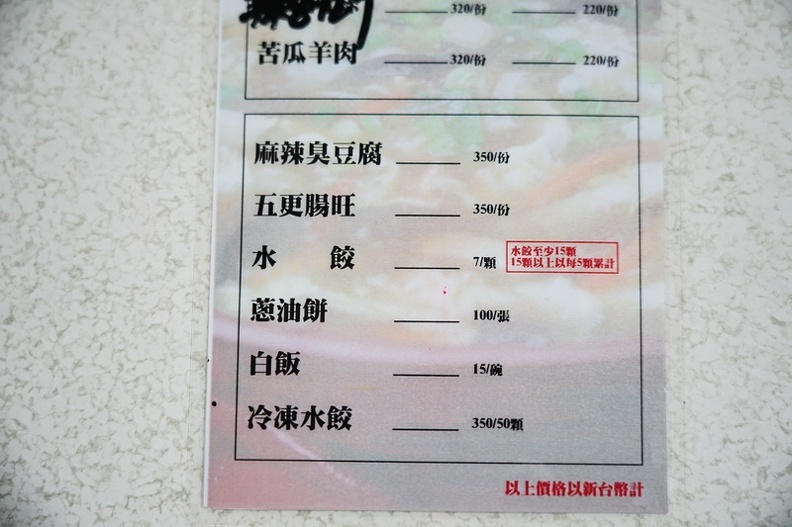 320/份 220/份
苦瓜羊肉 320/份 220/份
麻辣臭豆腐 350/份
五更腸旺 350/份
水餃 7/顆 水餃至少15顆
15顆以上以每5顆累計
蔥油餅 100/張
白飯 15/碗
冷凍水餃 350/50顆
以上價格以新台幣計